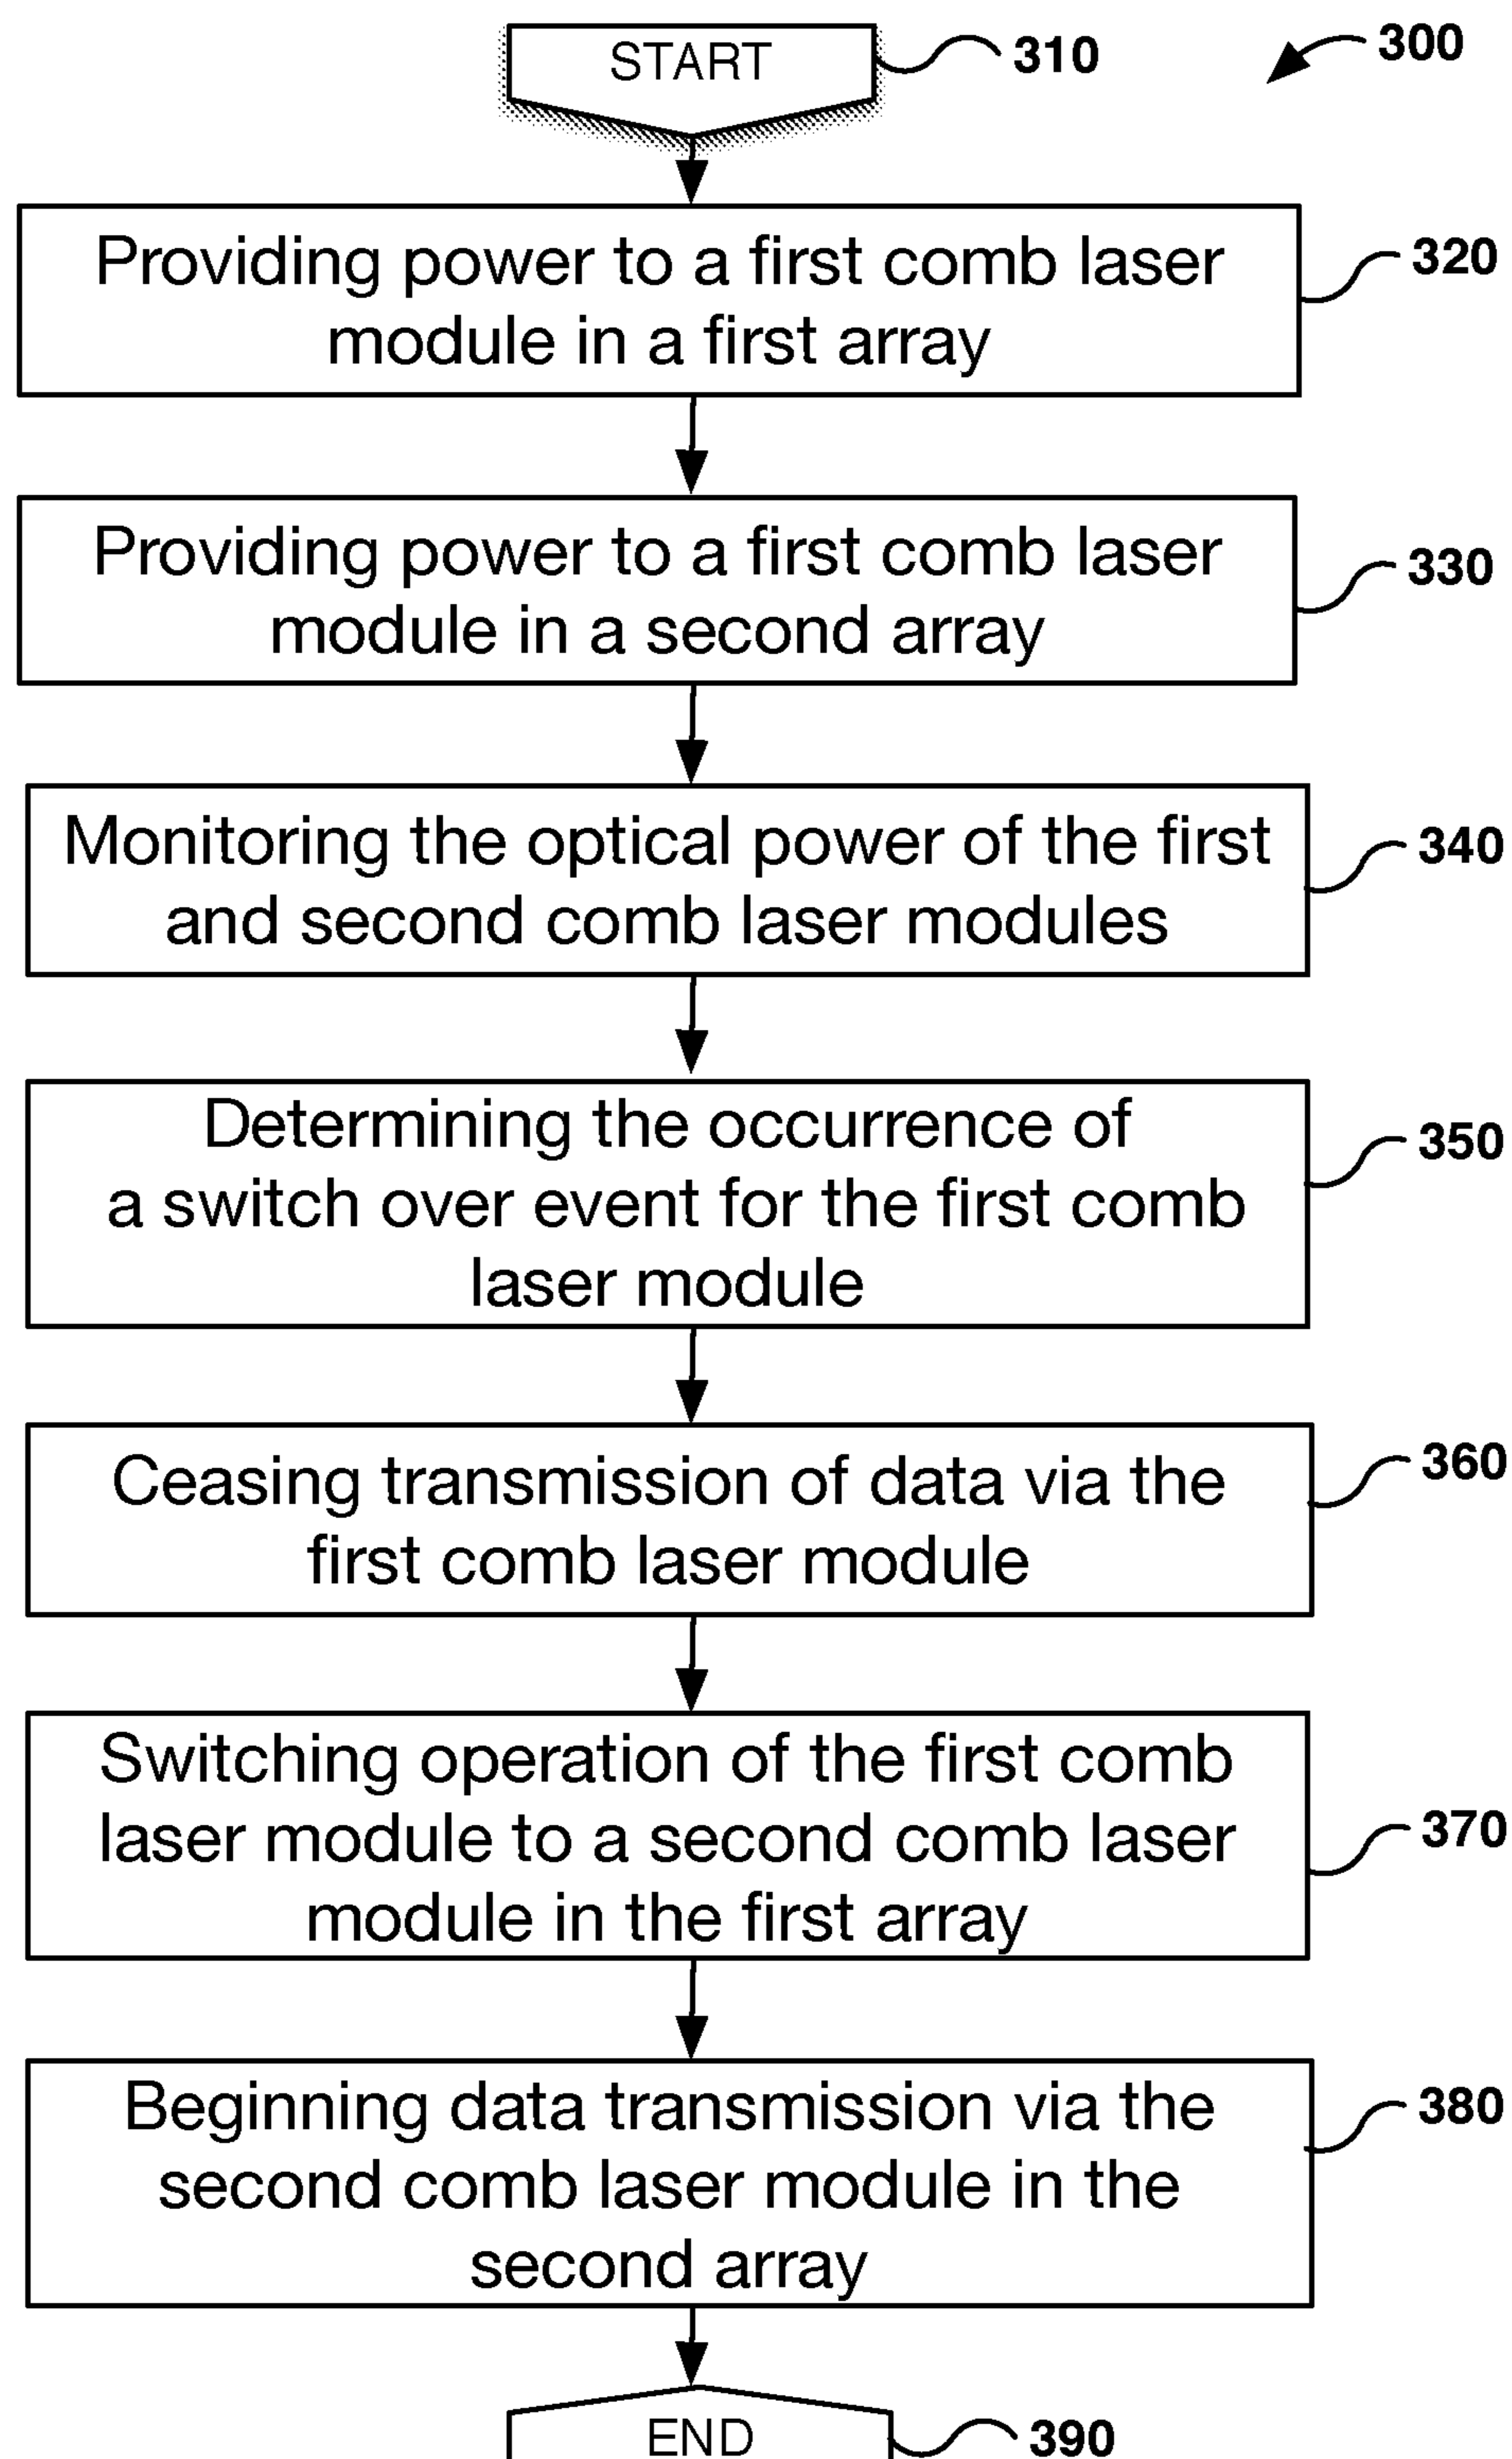 START
310
300
Providing power to a first comb laser
module in a first array
320
Providing power to a first comb laser
module in a second array
330
Monitoring the optical power of the first
and second comb laser modules
340
Determining the occurrence of
a switch over event for the first comb
laser module
350
Ceasing transmission of data via the
first comb laser module
360
Switching operation of the first comb
laser module to a second comb laser
module in the first array
370
Beginning data transmission via the
second comb laser module in the
second array
380
END
390